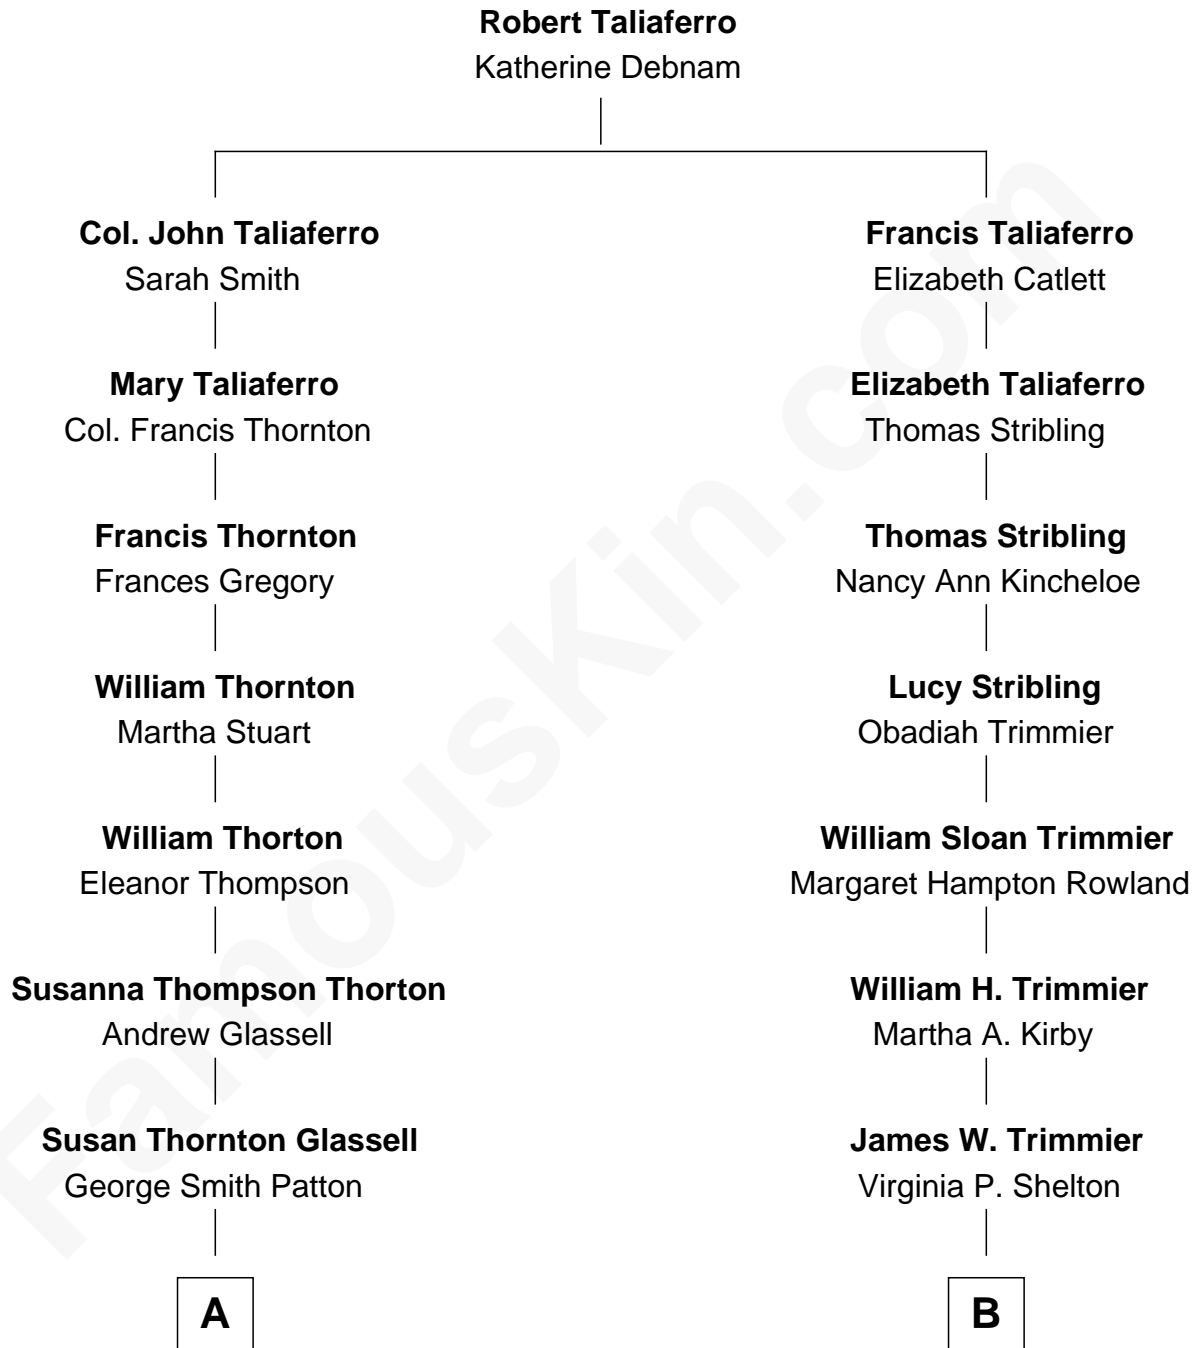 Robert Taliaferro
Katherine Debnam
Col. John Taliaferro
Sarah Smith
Mary Taliaferro
Col. Francis Thornton
Francis Thornton
Frances Gregory
William Thornton
Martha Stuart
William Thorton
Eleanor Thompson
Susanna Thompson Thorton
Andrew Glassell
Susan Thornton Glassell
George Smith Patton
A
Francis Taliaferro
Elizabeth Catlett
Elizabeth Taliaferro
Thomas Stribling
Thomas Stribling
Nancy Ann Kincheloe
Lucy Stribling
Obadiah Trimmier
William Sloan Trimmier
Margaret Hampton Rowland
William H. Trimmier
Martha A. Kirby
James W. Trimmier
Virginia P. Shelton
B
FamousKin.com